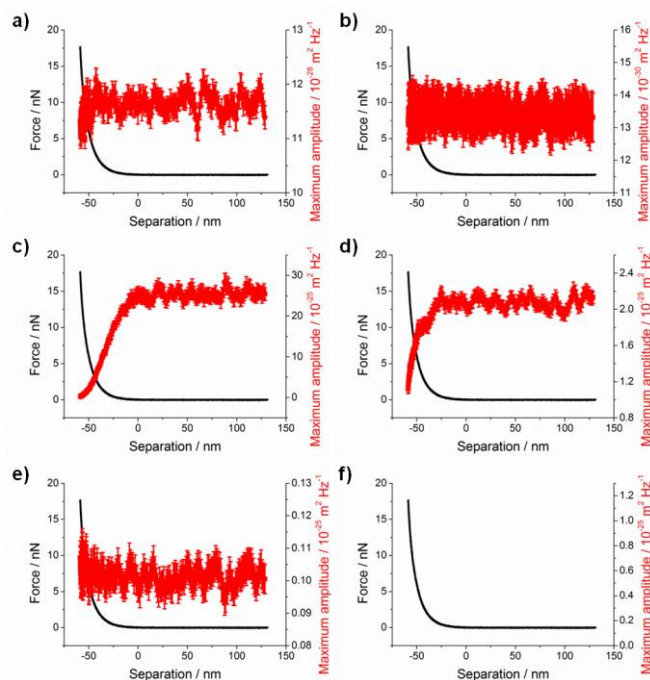 a)
Force / nN
20
15
10
5
0
-50 0 50 100 150
Separation / nm
13
12
11
10
Maximum amplitude / 10⁻²⁸ m² Hz⁻¹
b)
Force / nN
20
15
10
5
0
-50 0 50 100 150
Separation / nm
16
15
14
13
12
11
Maximum amplitude / 10⁻³⁰ m² Hz⁻¹
c)
Force / nN
20
15
10
5
0
-50 0 50 100 150
Separation / nm
30
20
10
0
Maximum amplitude / 10⁻²⁵ m² Hz⁻¹
d)
Force / nN
20
15
10
5
0
-50 0 50 100 150
Separation / nm
2.4
2.0
1.6
1.2
0.8
Maximum amplitude / 10⁻²⁵ m² Hz⁻¹
e)
Force / nN
20
15
10
5
0
-50 0 50 100 150
Separation / nm
0.13
0.12
0.11
0.10
0.09
0.08
Maximum amplitude / 10⁻²⁵ m² Hz⁻¹
f)
Force / nN
20
15
10
5
0
-50 0 50 100 150
Separation / nm
1.2
1.0
0.8
0.6
0.4
0.2
0.0
Maximum amplitude / 10⁻²⁵ m² Hz⁻¹